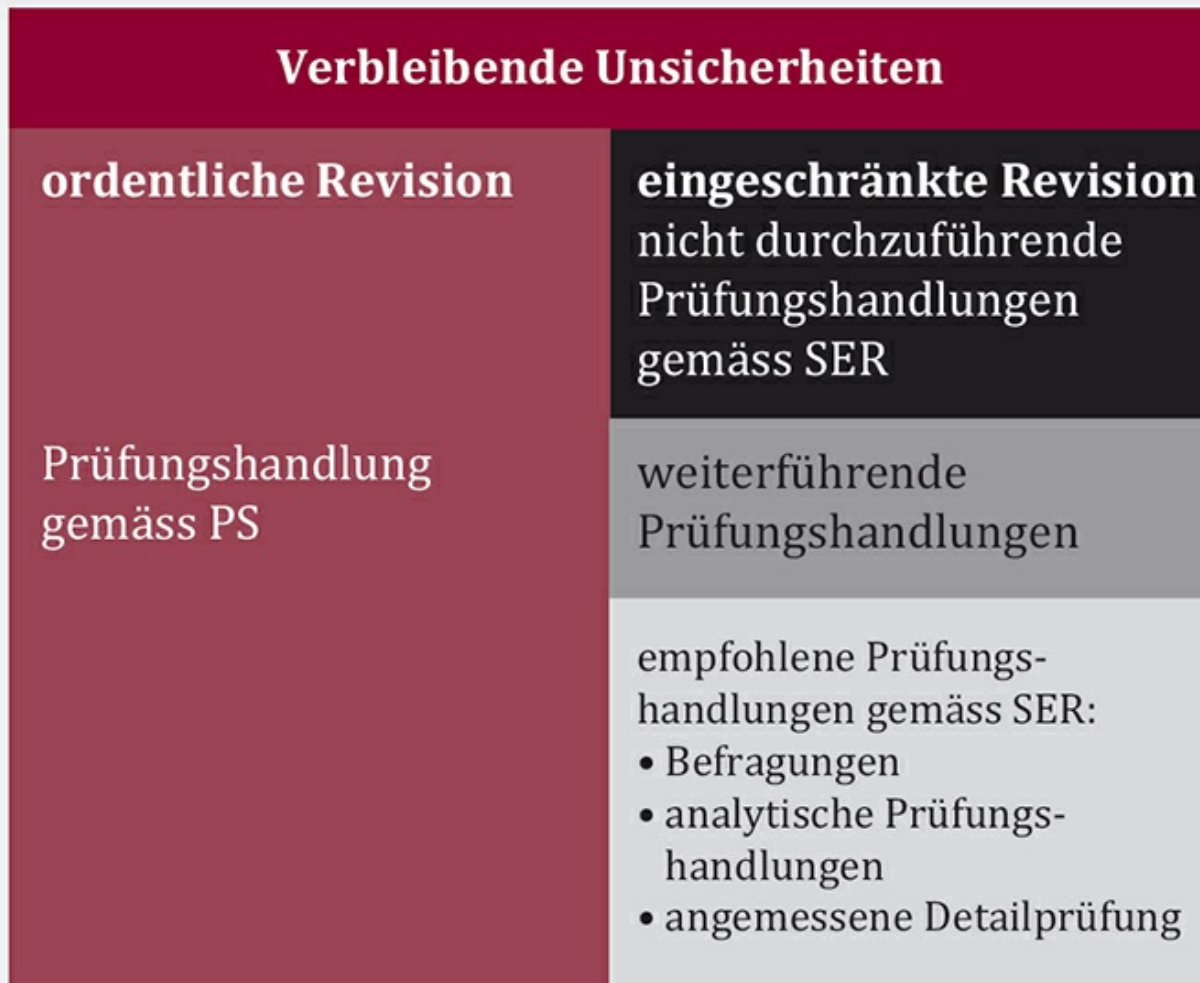 Verbleibende Unsicherheiten
ordentliche Revision
Prüfungshandlung
gemäss PS
eingeschränkte Revision
nicht durchzuführende
Prüfungshandlungen
gemäss SER
weiterführende
Prüfungshandlungen
empfohlene Prüfungs-
handlungen gemäss SER:
• Befragungen
• analytische Prüfungs-
handlungen
• angemessene Detailprüfung